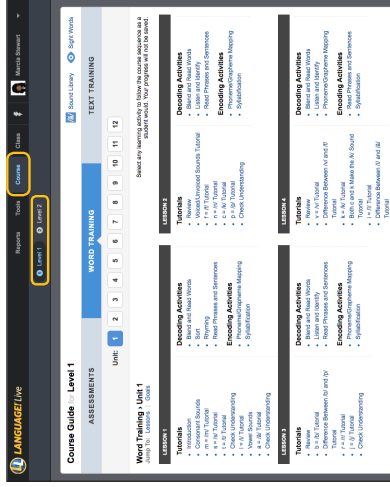 LANGUAGE! Live
Reports
Tools
Course
Class
Marcia Stewart
Level 1
Level 2
Course Guide for Level 1
Sound Library
Sight Words
ASSESSMENTS
WORD TRAINING
TEXT TRAINING
Unit: 1 2 3 4 5 6 7 8 9 10 11 12
Word Training › Unit 1
Jump To: Lessons Goals
Select any learning activity to follow the course sequence as a
student would. Your progress will not be saved.
LESSON 1
Tutorials
Introduction
Consonant Sounds
m = /m/ Tutorial
s = /s/ Tutorial
t = /t/ Tutorial
Check Understanding
l = /l/ Tutorial
Vowel Sounds
a = /ă/ Tutorial
Check Understanding
Decoding Activities
Blend and Read Words
Sort
Rhyming
Read Phrases and Sentences
Encoding Activities
Phoneme/Grapheme Mapping
Syllabification
LESSON 2
Tutorials
Review
Voiced/Unvoiced Sounds Tutorial
f = /f/ Tutorial
n = /n/ Tutorial
c = /k/ Tutorial
p = /p/ Tutorial
Check Understanding
Decoding Activities
Blend and Read Words
Listen and Identify
Read Phrases and Sentences
Encoding Activities
Phoneme/Grapheme Mapping
Syllabification
LESSON 3
Tutorials
Review
b = /b/ Tutorial
Difference Between /b/ and /p/
Tutorial
r = /r/ Tutorial
j = /j/ Tutorial
Check Understanding
Decoding Activities
Blend and Read Words
Listen and Identify
Read Phrases and Sentences
Encoding Activities
Phoneme/Grapheme Mapping
Syllabification
LESSON 4
Tutorials
Review
v = /v/ Tutorial
Difference Between /v/ and /f/
Tutorial
k = /k/ Tutorial
Both c and k Make the /k/ Sound
Tutorial
i = /ĭ/ Tutorial
Difference Between /ĭ/ and /ă/
Tutorial
Decoding Activities
Blend and Read Words
Listen and Identify
Read Phrases and Sentences
Encoding Activities
Phoneme/Grapheme Mapping
Syllabification